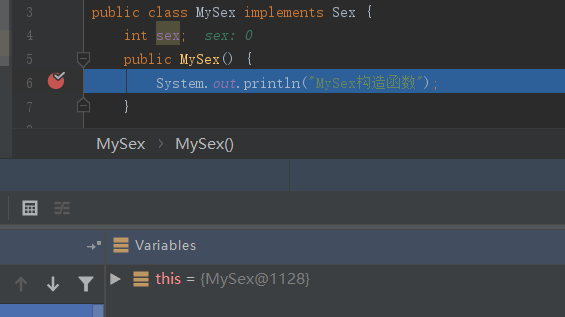 3 public class MySex implements Sex {
4 int sex; sex: 0
5 public MySex() {
6 System.out.println("MySex构造函数");
7 }
MySex > MySex()
Variables
this = {MySex@1128}